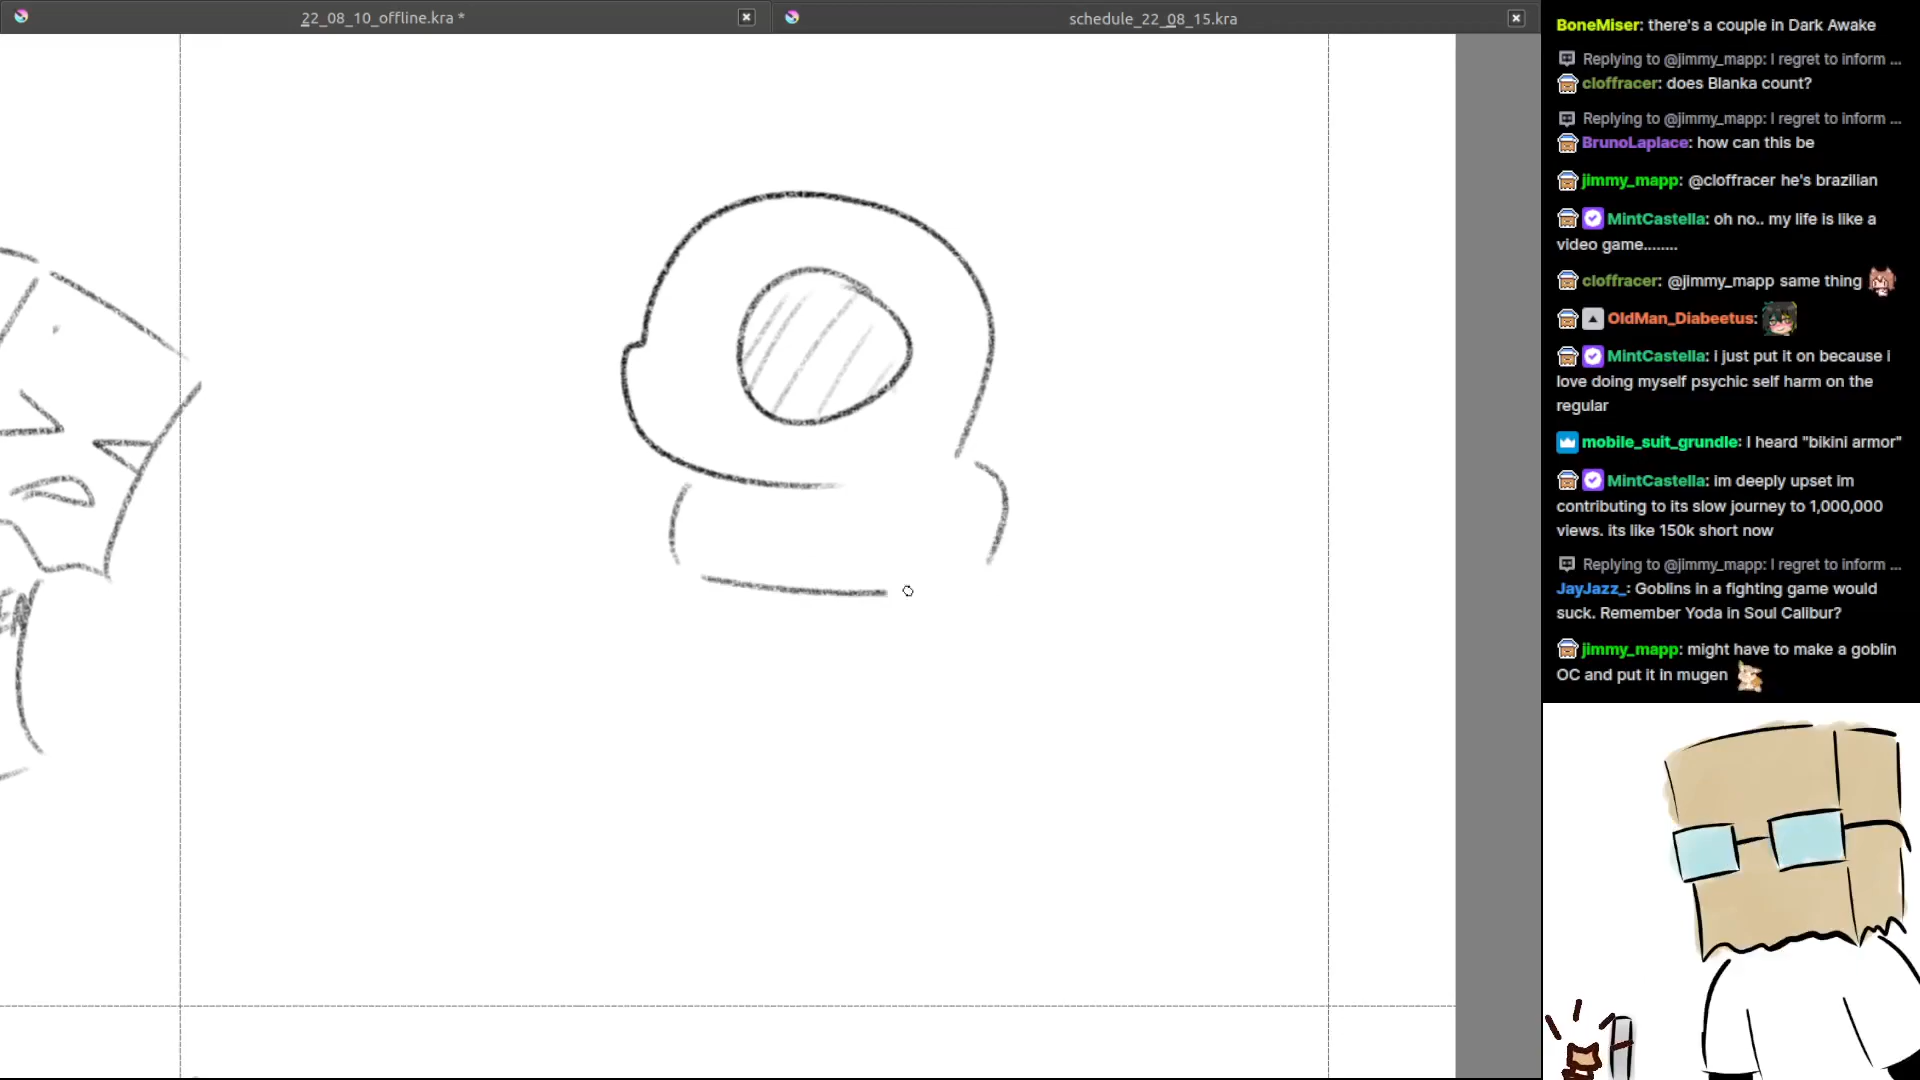 22_08_10_offline.kra *
schedule_22_08_15.kra
BoneMiser: there's a couple in Dark Awake
Replying to @jimmy_mapp: I regret to inform ...
cloffracer: does Blanka count?
Replying to @jimmy_mapp: I regret to inform ...
BrunoLaplace: how can this be
jimmy_mapp: @cloffracer he's brazilian
MintCastella: oh no.. my life is like a
video game........
cloffracer: @jimmy_mapp same thing
OldMan_Diabeetus:
MintCastella: i just put it on because i
love doing myself psychic self harm on the
regular
mobile_suit_grundle: I heard "bikini armor"
MintCastella: im deeply upset im
contributing to its slow journey to 1,000,000
views. its like 150k short now
Replying to @jimmy_mapp: I regret to inform ...
JayJazz_: Goblins in a fighting game would
suck. Remember Yoda in Soul Calibur?
jimmy_mapp: might have to make a goblin
OC and put it in mugen